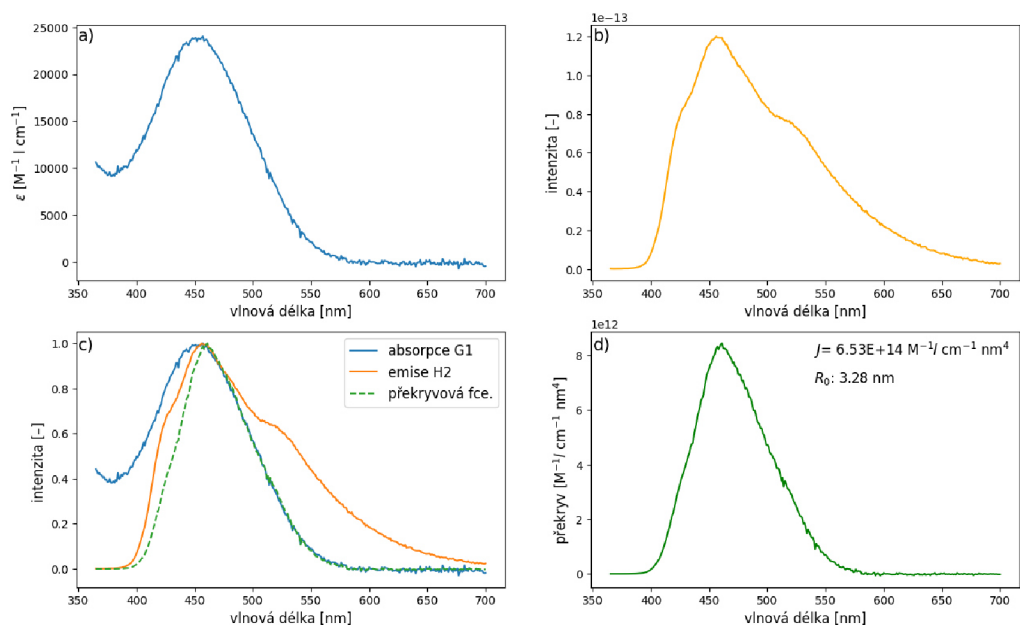 a)
ε [M⁻¹ l cm⁻¹]
25000
20000
15000
10000
5000
0
350 400 450 500 550 600 650 700
vlnová délka [nm]
1e−13
b)
intenzita [–]
1.2
1.0
0.8
0.6
0.4
0.2
0.0
350 400 450 500 550 600 650 700
vlnová délka [nm]
c)
absorpce G1
emise H2
překryvová fce.
intenzita [–]
1.0
0.8
0.6
0.4
0.2
0.0
350 400 450 500 550 600 650 700
vlnová délka [nm]
1e12
d)
J= 6.53E+14 M⁻¹l cm⁻¹ nm⁴
R₀: 3.28 nm
překryv [M⁻¹l cm⁻¹ nm⁴]
8
6
4
2
0
350 400 450 500 550 600 650 700
vlnová délka [nm]